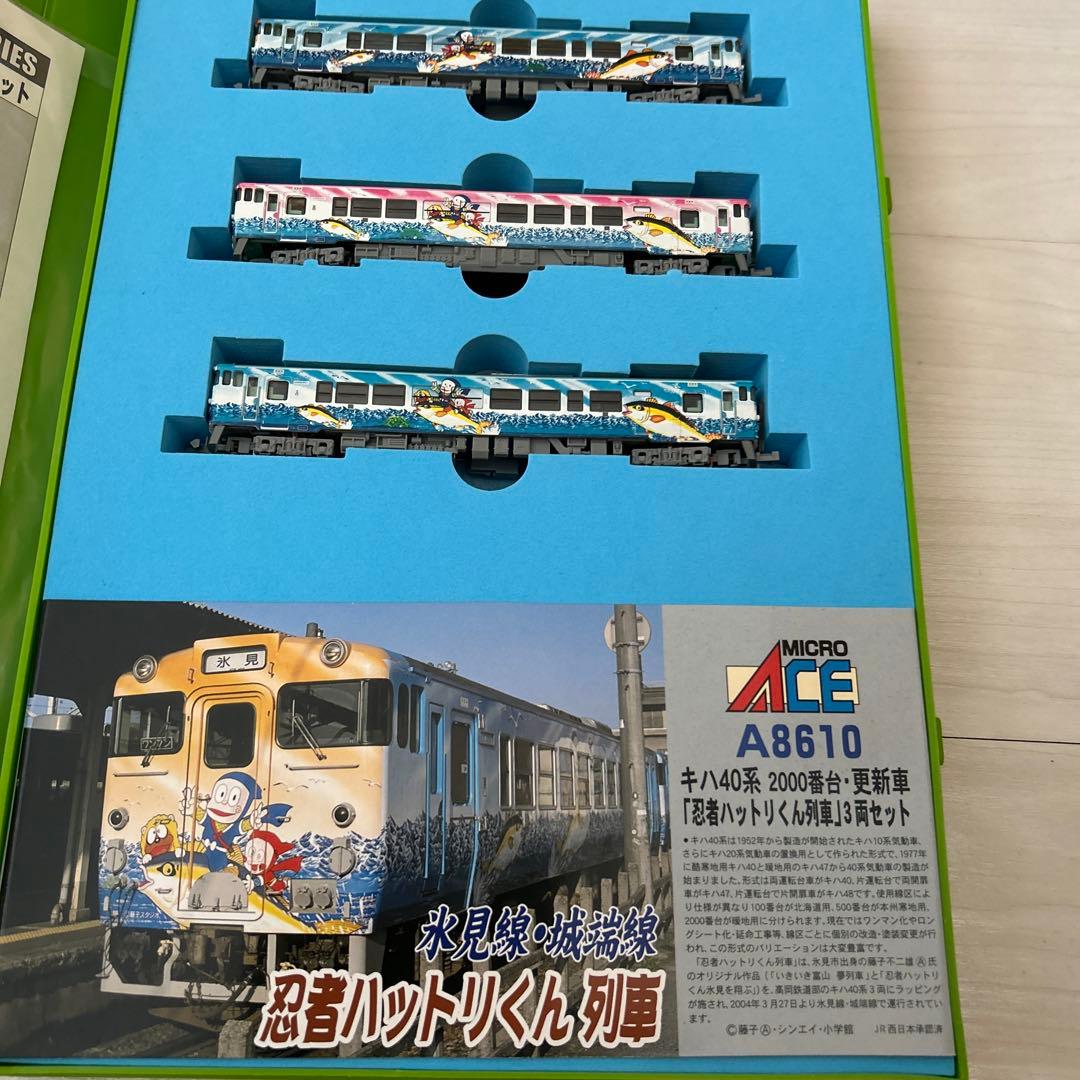 RIES
ット
氷見
ワンマン
藤子スタジオ
氷見線・城端線
忍者ハットリくん 列車
MICRO
ACE
A8610
キハ40系 2000番台・更新車
「忍者ハットリくん列車」3両セット
●キハ40系は1952年から製造が開始されたキハ10系気動車、
さらにキハ20系気動車の置換用として作られた形式で、1977年
に酷寒地用キハ40と暖地用のキハ47から40系気動車の製造が
始まりました。形式は両運転台車がキハ40、片運転台で両開扉
車がキハ47、片運転台で片開扉車がキハ48です。使用線区によ
り仕様が異なり100番台が北海道用、500番台が本州寒地用、
2000番台が暖地用に分けられます。現在ではワンマン化やロン
グシート化・延命工事等、線区ごとに個別の改造・塗装変更が行
われ、この形式のバリエーションは大変豊富です。
「忍者ハットリくん列車」は、氷見市出身の藤子不二雄Ⓐ氏
のオリジナル作品(「いきいき富山 夢列車」と「忍者ハットリく
ん氷見を翔ぶ」)を、高岡鉄道部のキハ40系3両にラッピング
が施され、2004年3月27日より氷見線・城端線で運行されてい
ます。
Ⓒ藤子Ⓐ・シンエイ・小学館 JR西日本承認済